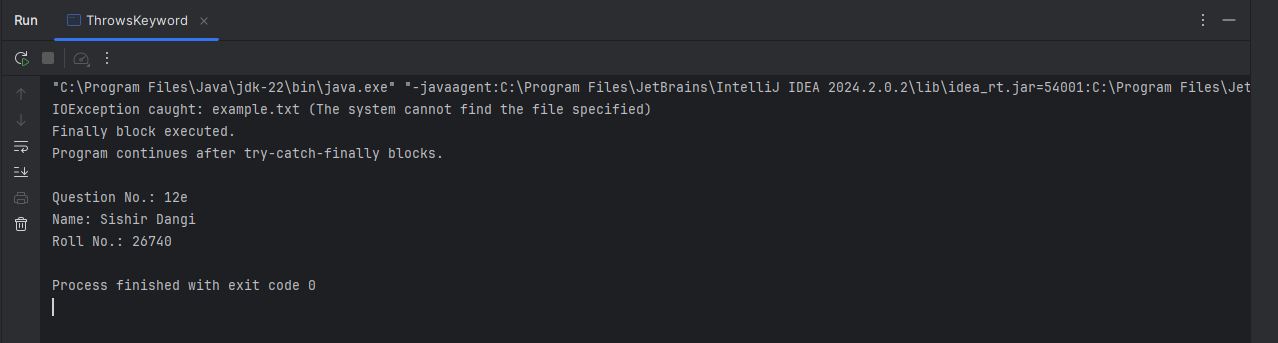 Run
ThrowsKeyword
"C:\Program Files\Java\jdk-22\bin\java.exe" "-javaagent:C:\Program Files\JetBrains\IntelliJ IDEA 2024.2.0.2\lib\idea_rt.jar=54001:C:\Program Files\Jet
IOException caught: example.txt (The system cannot find the file specified)
Finally block executed.
Program continues after try-catch-finally blocks.
Question No.: 12e
Name: Sishir Dangi
Roll No.: 26740
Process finished with exit code 0